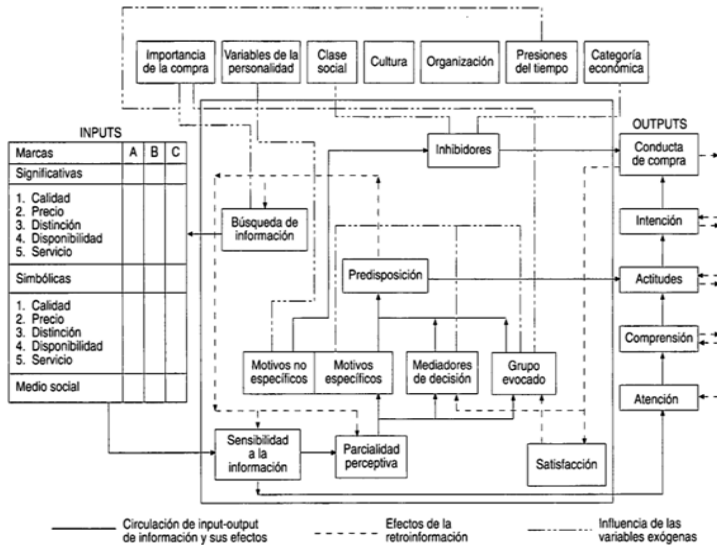 Importancia
de la compra
Variables de la
personalidad
Clase
social
Cultura
Organización
Presiones
del tiempo
Categoría
económica
INPUTS
Marcas A B C
Significativas
1. Calidad
2. Precio
3. Distinción
4. Disponibilidad
5. Servicio
Simbólicas
1. Calidad
2. Precio
3. Distinción
4. Disponibilidad
5. Servicio
Medio social
Inhibidores
Búsqueda de
información
Predisposición
Motivos no
específicos
Motivos
específicos
Mediadores
de decisión
Grupo
evocado
Sensibilidad
a la
información
Parcialidad
perceptiva
Satisfacción
OUTPUTS
Conducta
de compra
Intención
Actitudes
Comprensión
Atención
Circulación de input-output
de información y sus efectos
Efectos de la
retroinformación
Influencia de las
variables exógenas